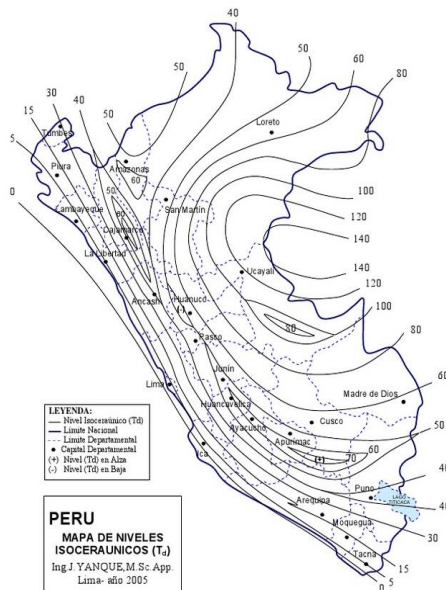 40
50
60
50
80
30
40
15
50
5
Loreto
Tumbes
Piura
Amazonas
60
0
50
100
San Martín
Lambayeque
60
120
Cajamarca
140
La Libertad
Ucayali
140
120
Ancash
Huanuco
(-)
100
80
Pasco
80
Junín
60
Lima
Huancavelica
Madre de Dios
50
Ayacucho
Cusco
Apurimac
60
40
Ica
(+)
70
Puno
40
LAGO
TITICACA
Arequipa
30
Moquegua
15
Tacna
5
0
LEYENDA:
Nivel Isoceraúnico (Td)
Limite Nacional
Limite Departamental
Capital Departamental
(+) Nivel (Td) en Alza
(-) Nivel (Td) en Baja
PERU
MAPA DE NIVELES
ISOCERAUNICOS (Td)
Ing.J. YANQUE,M.Sc.App.
Lima- año 2005